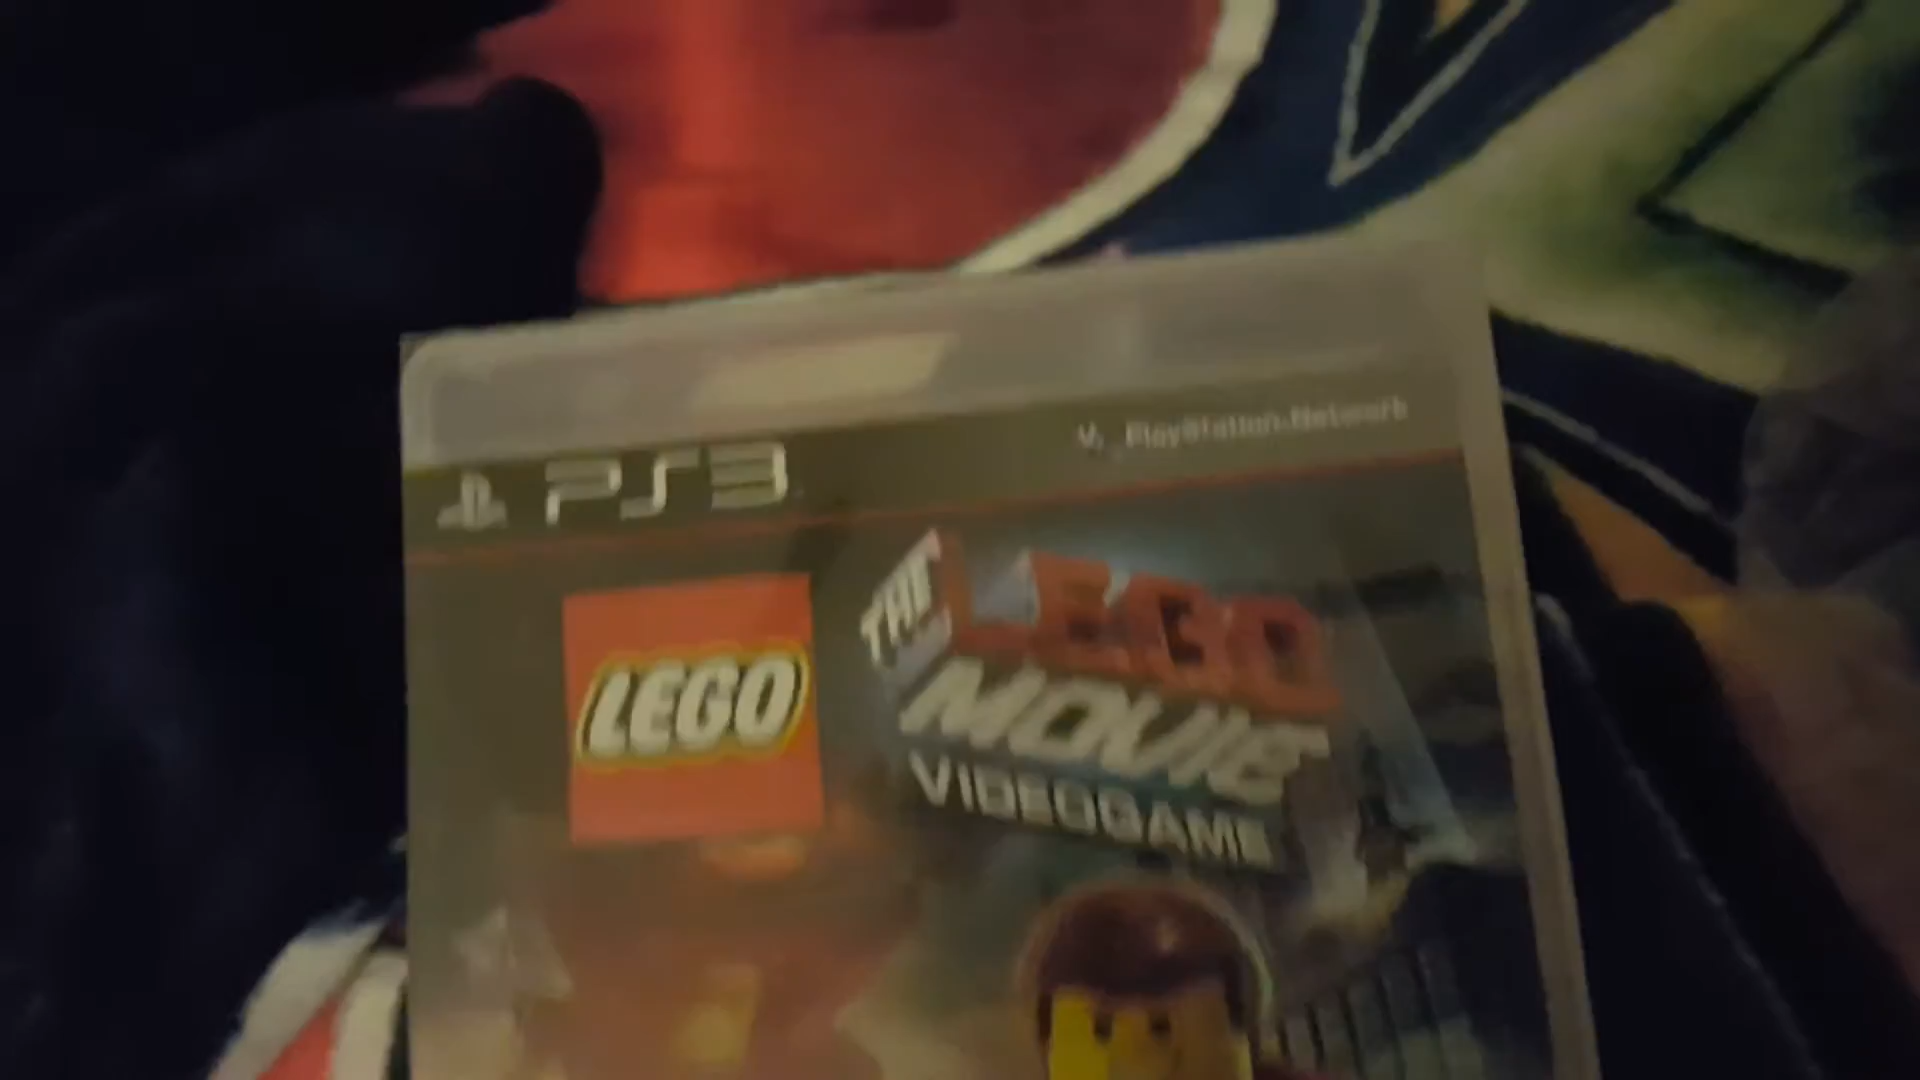 PS3
PlayStation Network
LEGO
THE LEGO
MOVIE
VIDEOGAME